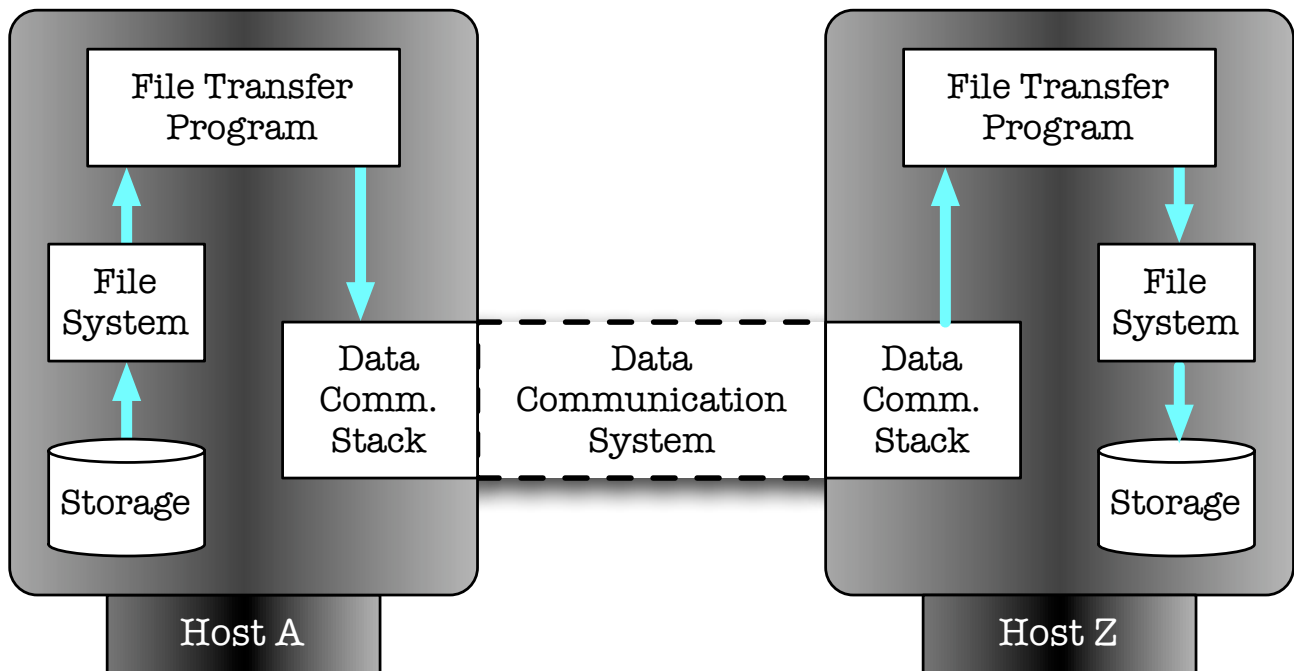 File Transfer
Program
File
System
Storage
Data
Comm.
Stack
Host A
Data
Communication
System
File Transfer
Program
Data
Comm.
Stack
File
System
Storage
Host Z